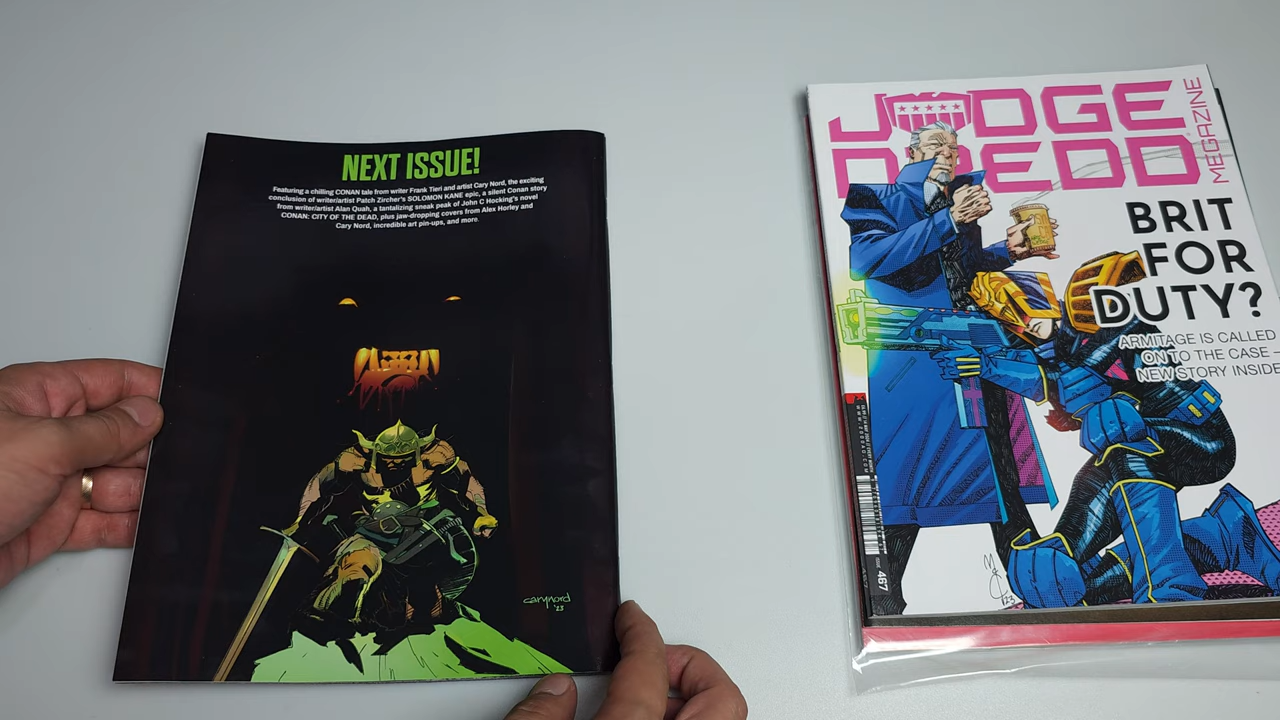 NEXT ISSUE!
Featuring a chilling CONAN tale from writer Frank Tieri and artist Cary Nord, the exciting
conclusion of writer/artist Patch Zircher's SOLOMON KANE epic, a silent Conan story
from writer/artist Alan Quah, a tantalizing sneak peak of John C Hocking's novel
CONAN: CITY OF THE DEAD, plus jaw-dropping covers from Alex Horley and
Cary Nord, incredible art pin-ups, and more.
carynord
'23
JUDGE
DREDD
MEGAZINE
BRIT
FOR
DUTY?
ARMITAGE IS CALLED
ON TO THE CASE –
NEW STORY INSIDE
ISSUE 467